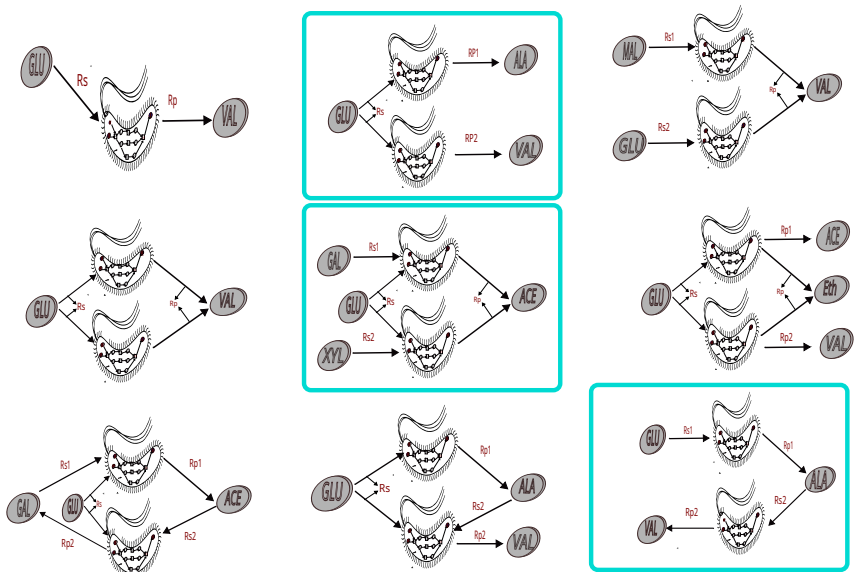 GLU
Rs
Rp
VAL
GLU
Rs
RP1
ALA
RP2
VAL
MAL
Rs1
GLU
Rs2
Rp
VAL
GLU
Rs
Rp
VAL
GAL
Rs1
GLU
Rs
XYL
Rs2
Rp
ACE
GLU
Rs
Rp1
ACE
Rp
Eth
Rp2
VAL
GAL
Rs1
GLU
Rs
Rp2
Rp1
ACE
Rs2
GLU
Rs
Rp1
ALA
Rs2
Rp2
VAL
GLU
Rs1
Rp1
ALA
Rs2
Rp2
VAL